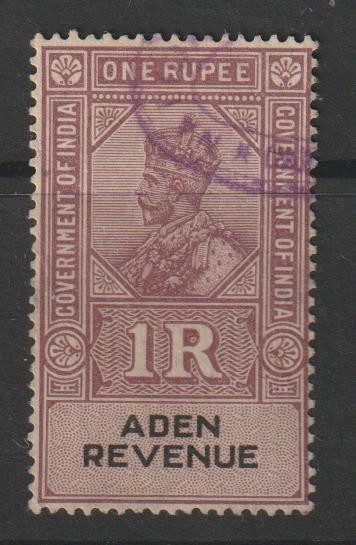 ONE RUPEE
GOVERNMENT OF INDIA
GOVERNMENT OF INDIA
1R
ADEN
REVENUE